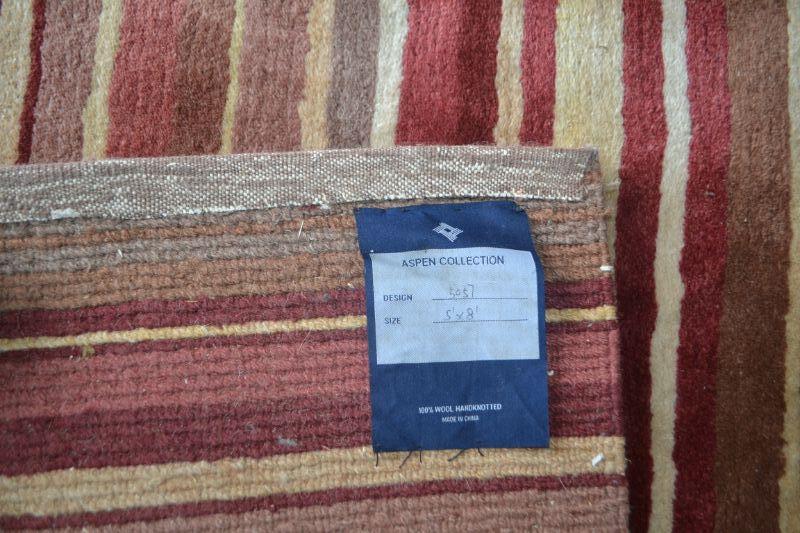 ASPEN COLLECTION
DESIGN 5057
SIZE 5'x8'
100% WOOL HANDKNOTTED
MADE IN CHINA